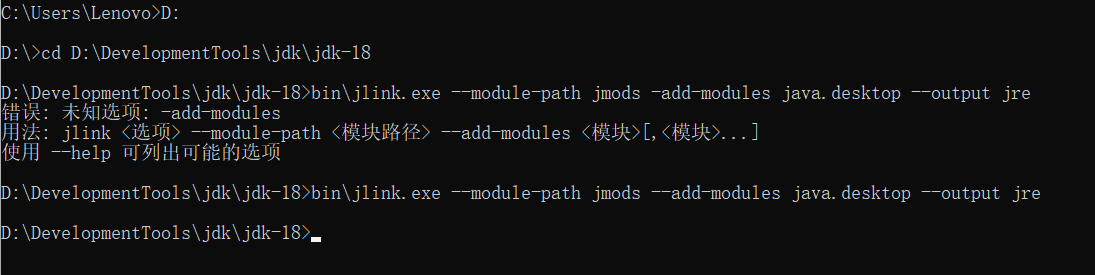 C:\Users\Lenovo>D:
D:\>cd D:\DevelopmentTools\jdk\jdk-18
D:\DevelopmentTools\jdk\jdk-18>bin\jlink.exe --module-path jmods -add-modules java.desktop --output jre
错误: 未知选项: -add-modules
用法: jlink <选项> --module-path <模块路径> --add-modules <模块>[,<模块>...]
使用 --help 可列出可能的选项
D:\DevelopmentTools\jdk\jdk-18>bin\jlink.exe --module-path jmods --add-modules java.desktop --output jre
D:\DevelopmentTools\jdk\jdk-18>